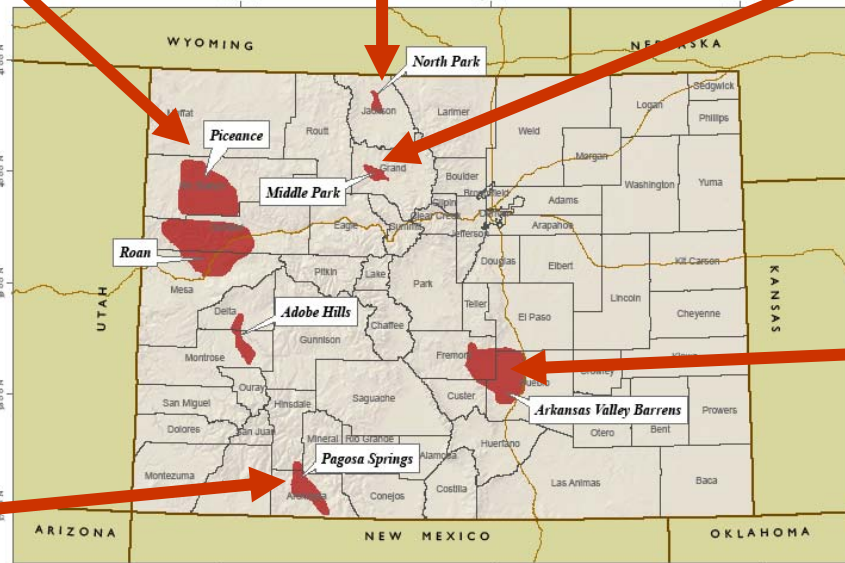 WYOMING
NEBRASKA
North Park
Sedgwick
Logan
Moffat
Jackson
Larimer
Phillips
Routt
Weld
Piceance
Morgan
Grand
Boulder
Middle Park
Washington
Yuma
Broomfield
Gilpin
Adams
Clear Creek
Eagle
Summit
Denver
Arapahoe
Jefferson
Roan
Douglas
Elbert
Kit Carson
Pitkin
Lake
Park
Mesa
Lincoln
UTAH
KANSAS
Teller
Delta
Adobe Hills
El Paso
Cheyenne
Chaffee
Gunnison
Montrose
Fremont
Kiowa
Crowley
Pueblo
Ouray
Custer
San Miguel
Hinsdale
Saguache
Arkansas Valley Barrens
Prowers
Dolores
San Juan
Otero
Bent
Mineral
Rio Grande
Huerfano
Alamosa
Pagosa Springs
Montezuma
Archuleta
Conejos
Costilla
Las Animas
Baca
ARIZONA
NEW MEXICO
OKLAHOMA